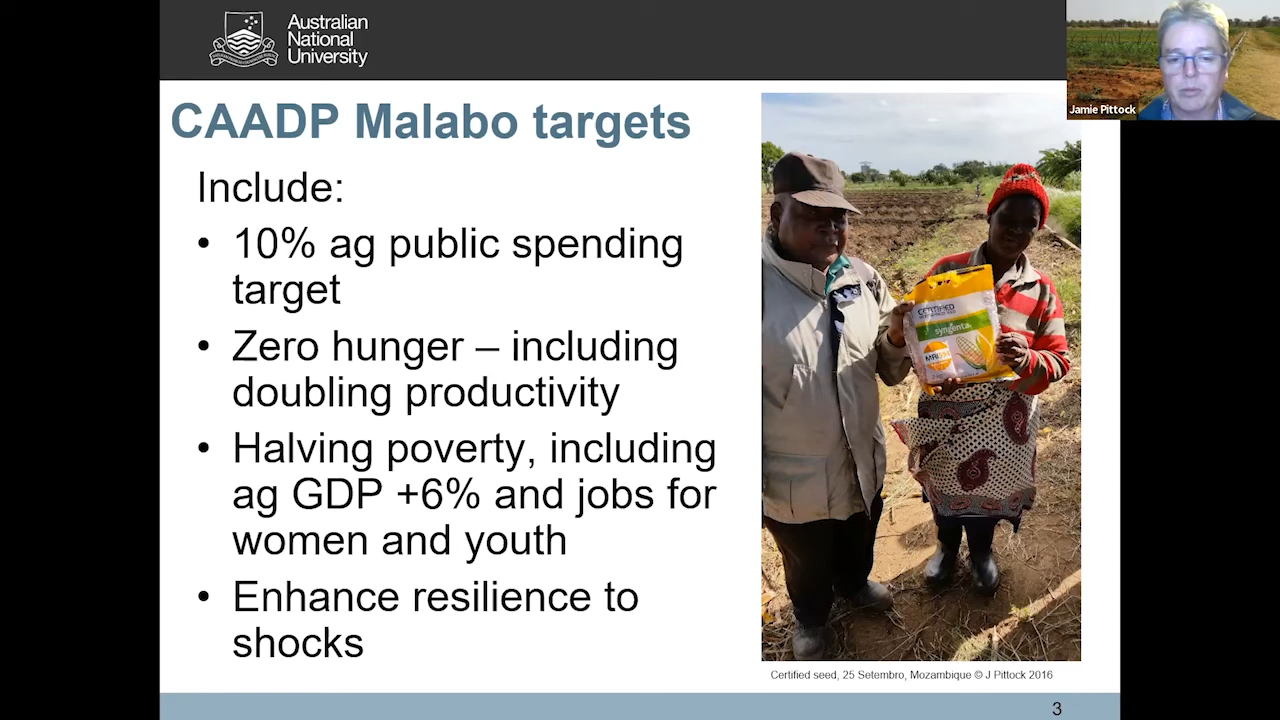 Australian
National
University
Jamie Pittock
CAADP Malabo targets
Include:
• 10% ag public spending
target
• Zero hunger – including
doubling productivity
• Halving poverty, including
ag GDP +6% and jobs for
women and youth
• Enhance resilience to
shocks
CERTIFIED
syngenta
Certified seed, 25 Setembro, Mozambique © J Pittock 2016
3